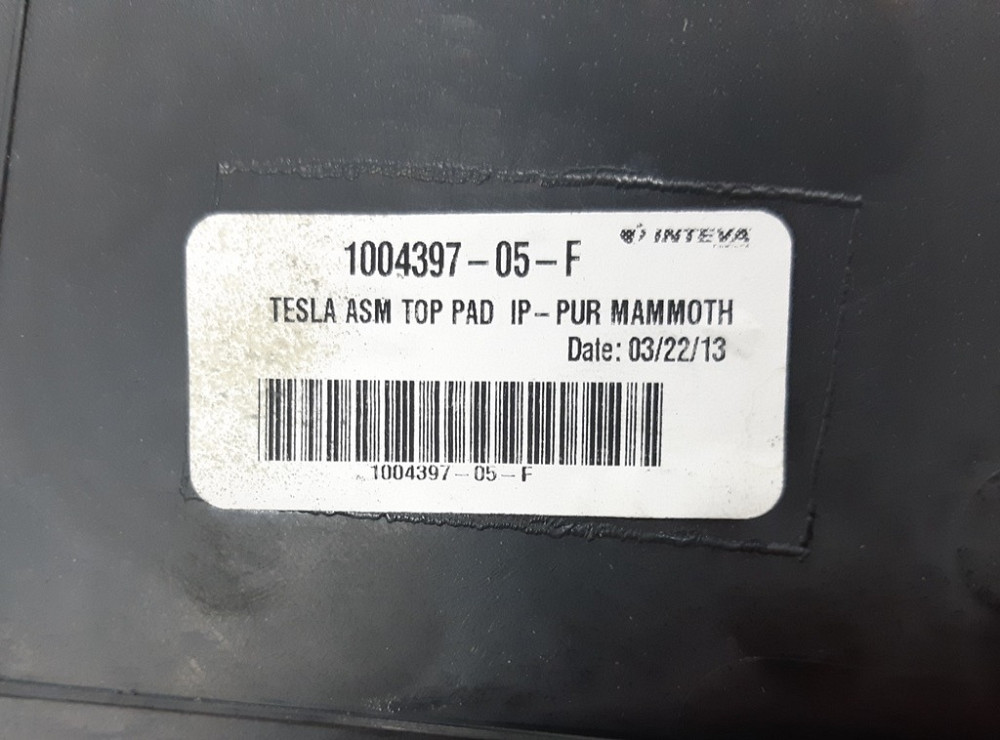 INTEVA
1004397-05-F
TESLA ASM TOP PAD IP-PUR MAMMOTH
Date: 03/22/13
1004397-05-F